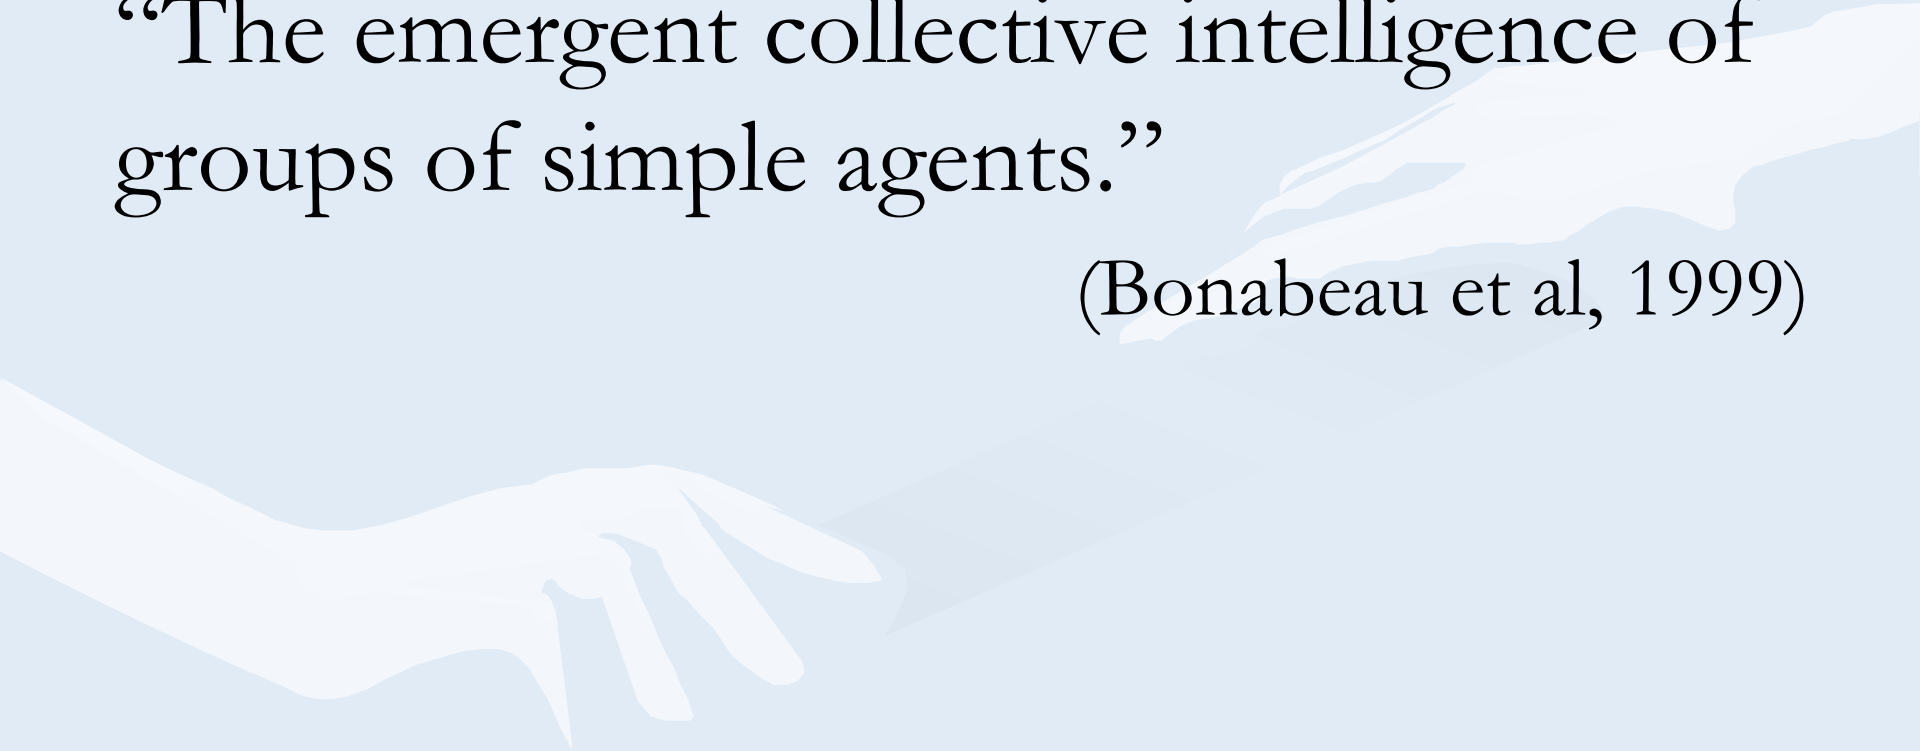 “The emergent collective intelligence of
groups of simple agents.”
(Bonabeau et al, 1999)